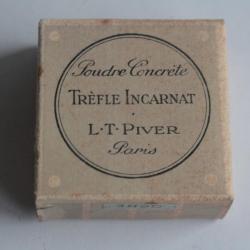 Poudre Concrète
TRÈFLE INCARNAT
L·T·PIVER
Paris